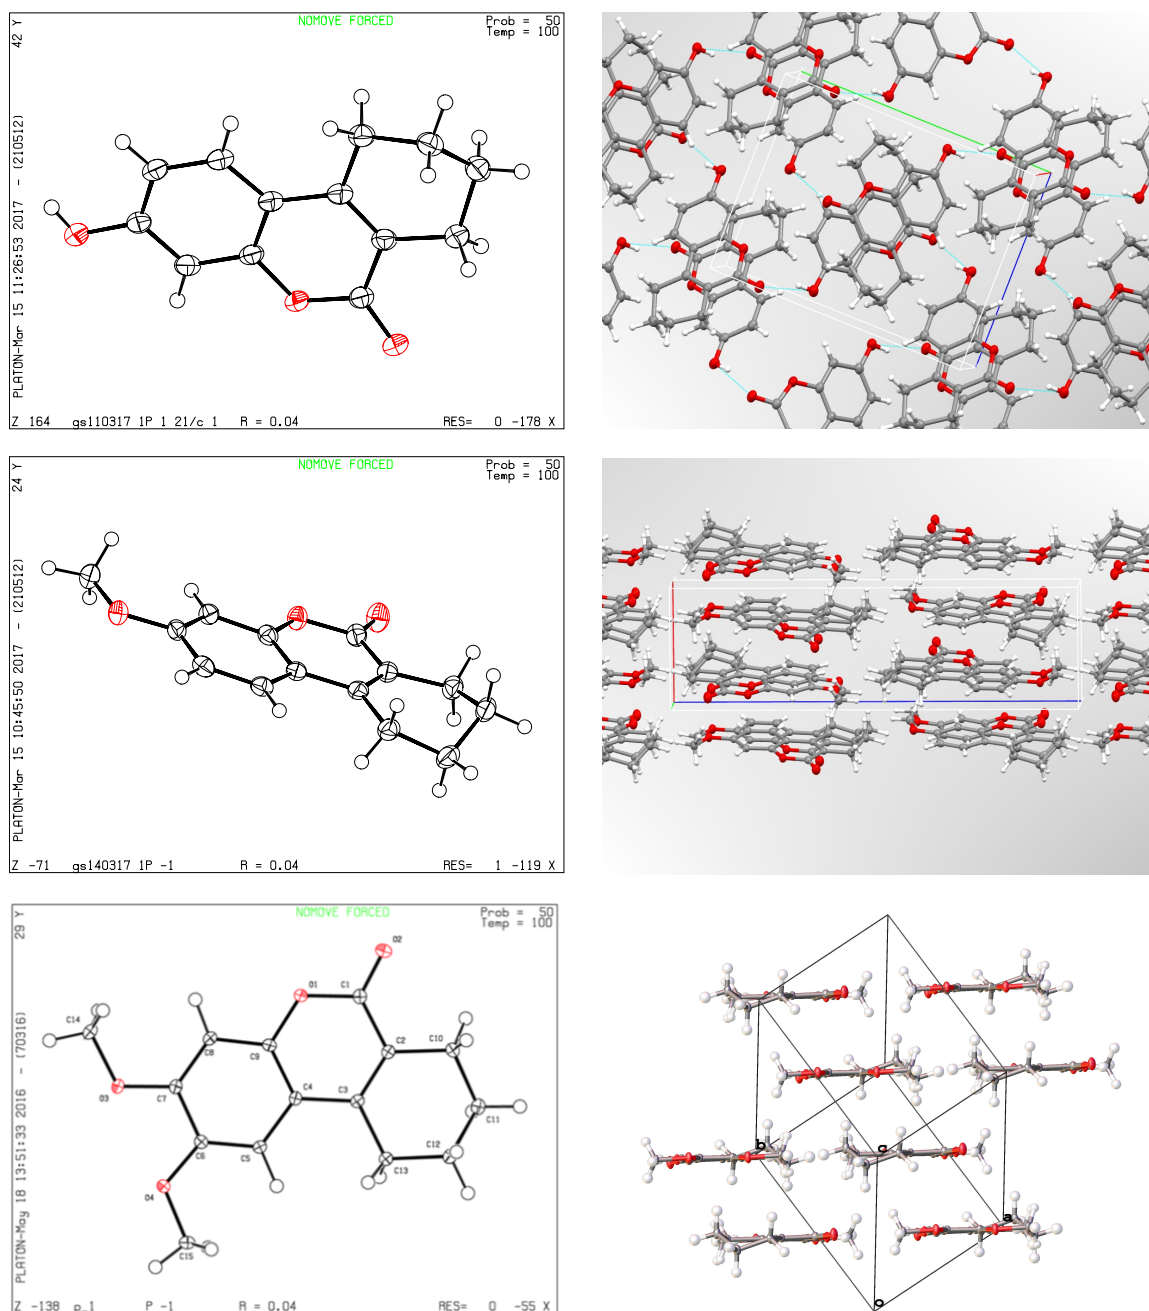 NOMOVE FORCED
Prob = 50
Temp = 100
42 Y
PLATON-Mar 15 11:26:53 2017 - (210512)
Z 164 gs110317 1P 1 21/c 1 R = 0.04 RES= 0 -178 X
NOMOVE FORCED
Prob = 50
Temp = 100
24 Y
PLATON-Mar 15 10:45:50 2017 - (210512)
Z -71 gs140317 1P -1 R = 0.04 RES= 1 -119 X
NOMOVE FORCED
Prob = 50
Temp = 100
29 Y
PLATON-May 18 13:51:33 2016 - (70316)
O2
O1
C1
C14
C8
C9
C2
C10
O3
C7
C4
C3
C11
C6
C5
C12
C13
O4
C15
Z -138 p_1 P -1 R = 0.04 RES= 0 -55 X
b
c
a
o